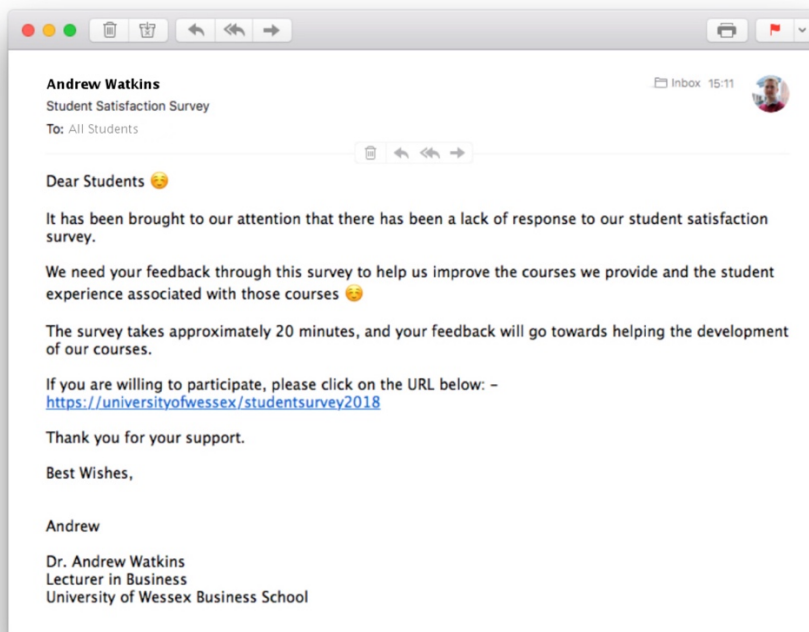 Andrew Watkins
Inbox 15:11
Student Satisfaction Survey
To: All Students
Dear Students ☺️
It has been brought to our attention that there has been a lack of response to our student satisfaction
survey.
We need your feedback through this survey to help us improve the courses we provide and the student
experience associated with those courses ☺️
The survey takes approximately 20 minutes, and your feedback will go towards helping the development
of our courses.
If you are willing to participate, please click on the URL below: –
https://universityofwessex/studentsurvey2018
Thank you for your support.
Best Wishes,
Andrew
Dr. Andrew Watkins
Lecturer in Business
University of Wessex Business School